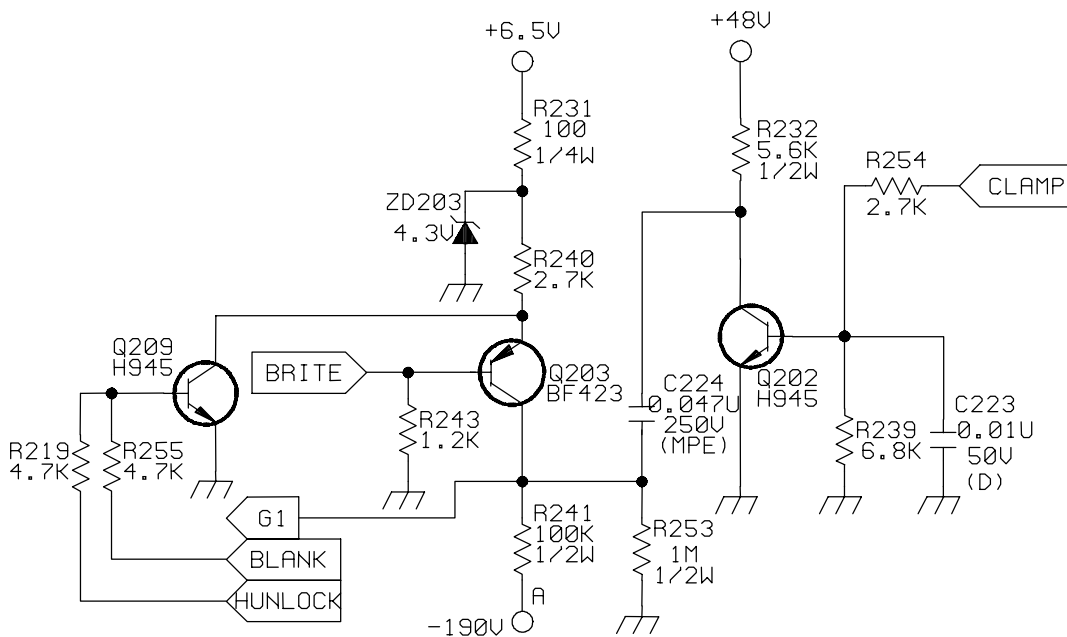 +6.5V
+48V
R231
100
1/4W
R232
5.6K
1/2W
R254
2.7K
CLAMP
ZD203
4.3V
R240
2.7K
Q209
H945
BRITE
Q203
BF423
R243
1.2K
C224
0.047U
250V
(MPE)
Q202
H945
R239
6.8K
C223
0.01U
50V
(D)
R219
4.7K
R255
4.7K
G1
R241
100K
1/2W
R253
1M
1/2W
BLANK
HUNLOCK
A
-190V